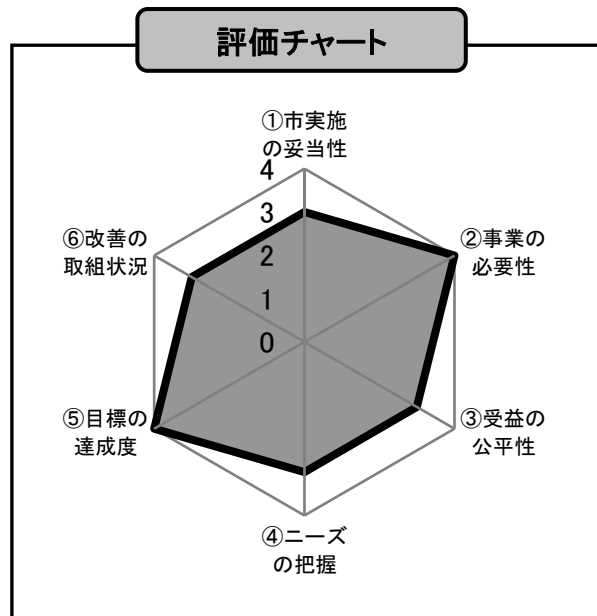 評価チャート
①市実施
の妥当性
4
3
2
1
0
②事業の
必要性
③受益の
公平性
④ニーズ
の把握
⑤目標の
達成度
⑥改善の
取組状況